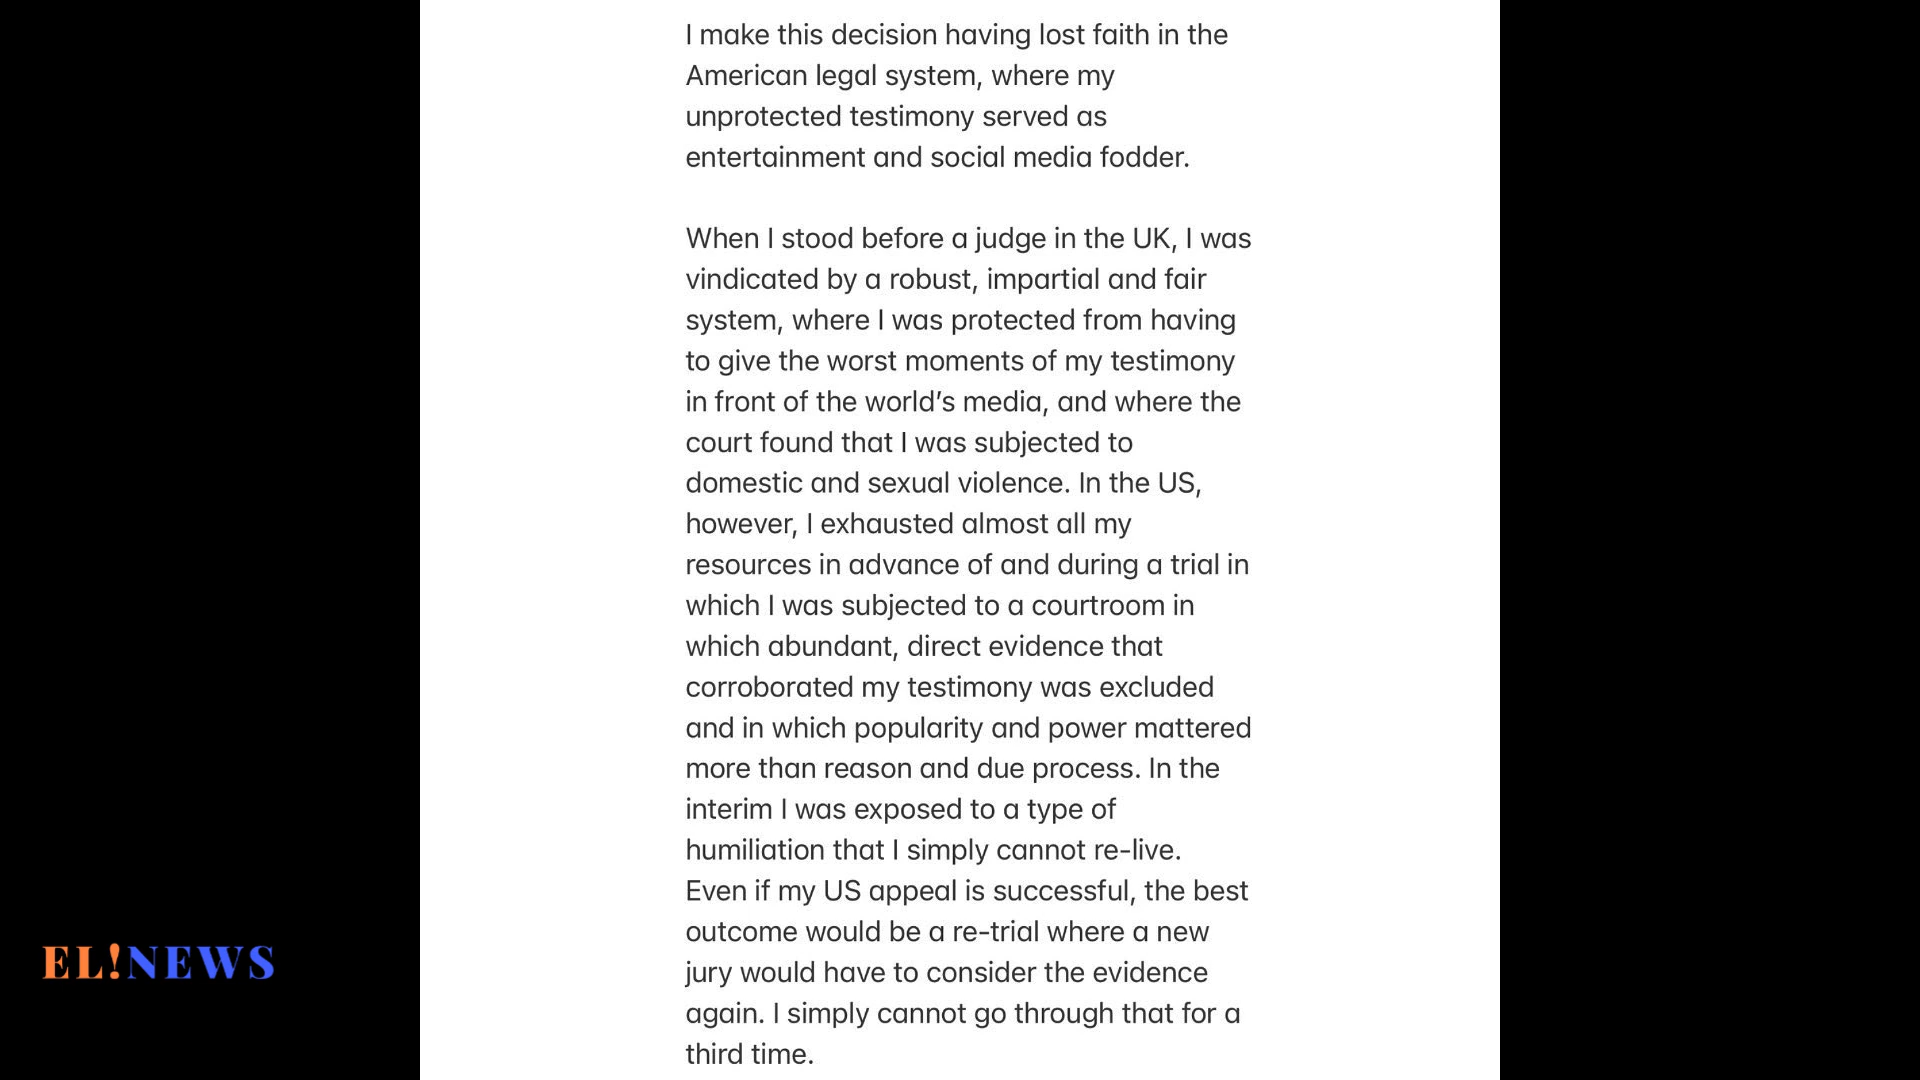 I make this decision having lost faith in the
American legal system, where my
unprotected testimony served as
entertainment and social media fodder.
When I stood before a judge in the UK, I was
vindicated by a robust, impartial and fair
system, where I was protected from having
to give the worst moments of my testimony
in front of the world’s media, and where the
court found that I was subjected to
domestic and sexual violence. In the US,
however, I exhausted almost all my
resources in advance of and during a trial in
which I was subjected to a courtroom in
which abundant, direct evidence that
corroborated my testimony was excluded
and in which popularity and power mattered
more than reason and due process. In the
interim I was exposed to a type of
humiliation that I simply cannot re-live.
Even if my US appeal is successful, the best
outcome would be a re-trial where a new
jury would have to consider the evidence
again. I simply cannot go through that for a
third time.
EL!NEWS